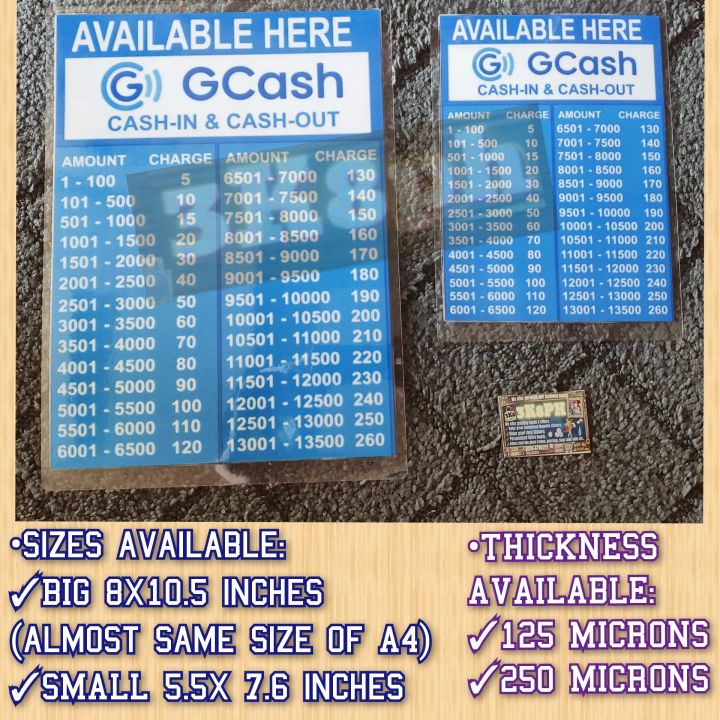 AVAILABLE HERE
GCash
CASH-IN & CASH-OUT
AMOUNT CHARGE AMOUNT CHARGE
1 - 100 5 6501 - 7000 130
101 - 500 10 7001 - 7500 140
501 - 1000 15 7501 - 8000 150
1001 - 1500 20 8001 - 8500 160
1501 - 2000 30 8501 - 9000 170
2001 - 2500 40 9001 - 9500 180
2501 - 3000 50 9501 - 10000 190
3001 - 3500 60 10001 - 10500 200
3501 - 4000 70 10501 - 11000 210
4001 - 4500 80 11001 - 11500 220
4501 - 5000 90 11501 - 12000 230
5001 - 5500 100 12001 - 12500 240
5501 - 6000 110 12501 - 13000 250
6001 - 6500 120 13001 - 13500 260
AVAILABLE HERE
GCash
CASH-IN & CASH-OUT
AMOUNT CHARGE AMOUNT CHARGE
1 - 100 5 6501 - 7000 130
101 - 500 10 7001 - 7500 140
501 - 1000 15 7501 - 8000 150
1001 - 1500 20 8001 - 8500 160
1501 - 2000 30 8501 - 9000 170
2001 - 2500 40 9001 - 9500 180
2501 - 3000 50 9501 - 10000 190
3001 - 3500 60 10001 - 10500 200
3501 - 4000 70 10501 - 11000 210
4001 - 4500 80 11001 - 11500 220
4501 - 5000 90 11501 - 12000 230
5001 - 5500 100 12001 - 12500 240
5501 - 6000 110 12501 - 13000 250
6001 - 6500 120 13001 - 13500 260
•SIZES AVAILABLE:
✓BIG 8X10.5 INCHES
(ALMOST SAME SIZE OF A4)
✓SMALL 5.5X 7.6 INCHES
•THICKNESS
AVAILABLE:
✓125 MICRONS
✓250 MICRONS